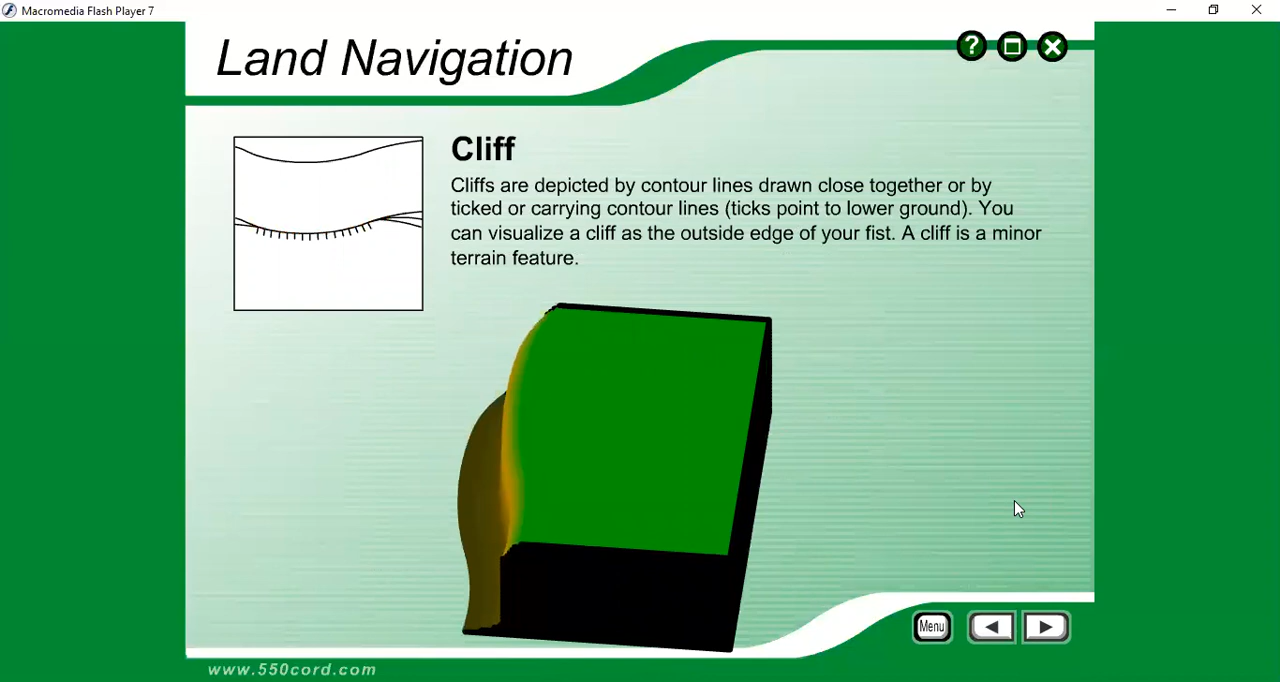 Macromedia Flash Player 7
Land Navigation
?
Cliff
Cliffs are depicted by contour lines drawn close together or by
ticked or carrying contour lines (ticks point to lower ground). You
can visualize a cliff as the outside edge of your fist. A cliff is a minor
terrain feature.
Menu
www.550cord.com